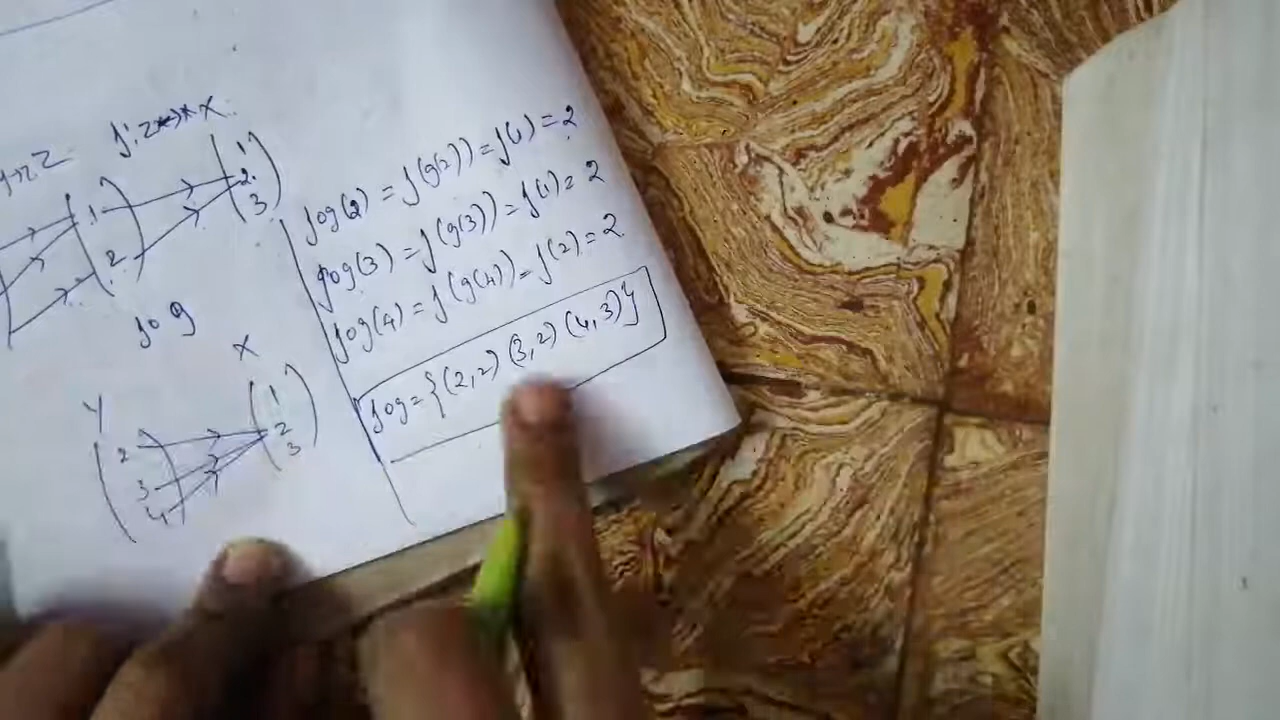 f:Z→X
1
2
1
2
3
fog
Y
X
2
3
4
1
2
3
fog(2) = f(g(2)) = f(1) = 2
fog(3) = f(g(3)) = f(1) = 2
fog(4) = f(g(4)) = f(2) = 2
fog = {(2,2) (3,2) (4,3)}